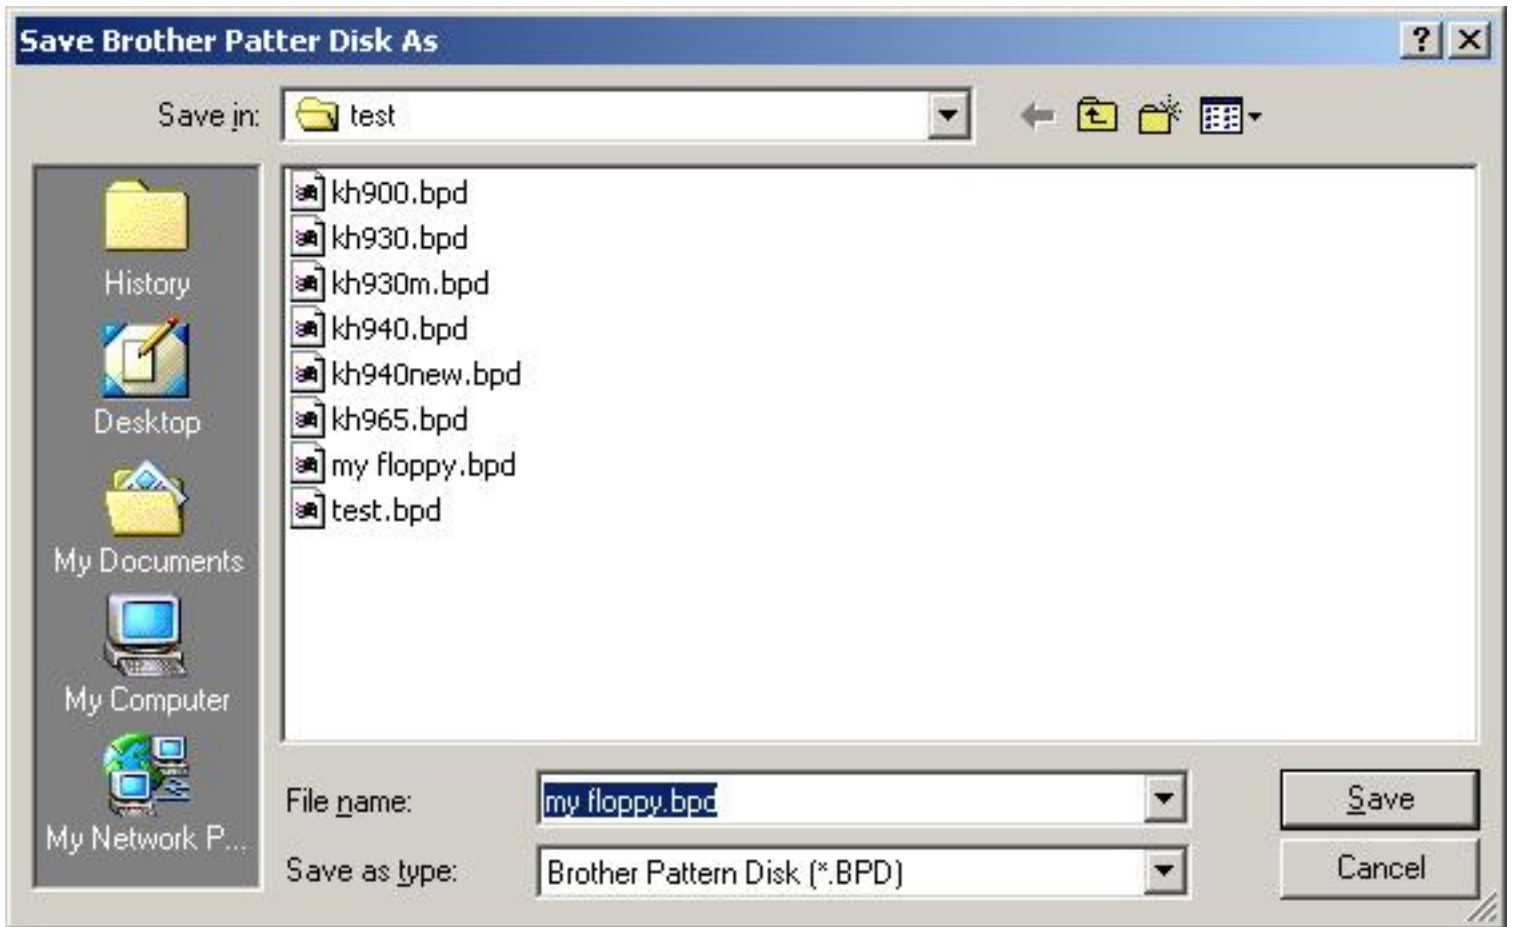 Save Brother Patter Disk As
Save in: test
kh900.bpd
kh930.bpd
kh930m.bpd
kh940.bpd
kh940new.bpd
kh965.bpd
my floppy.bpd
test.bpd
History
Desktop
My Documents
My Computer
My Network P...
File name: my floppy.bpd Save
Save as type: Brother Pattern Disk (*.BPD) Cancel